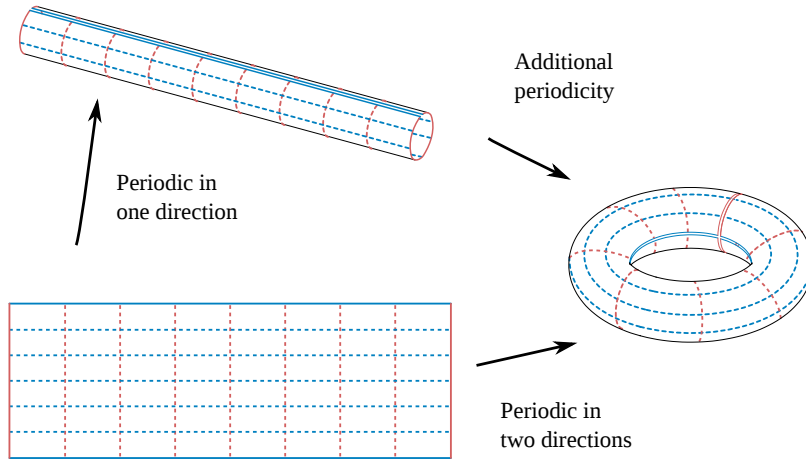 Additional
periodicity
Periodic in
one direction
Periodic in
two directions